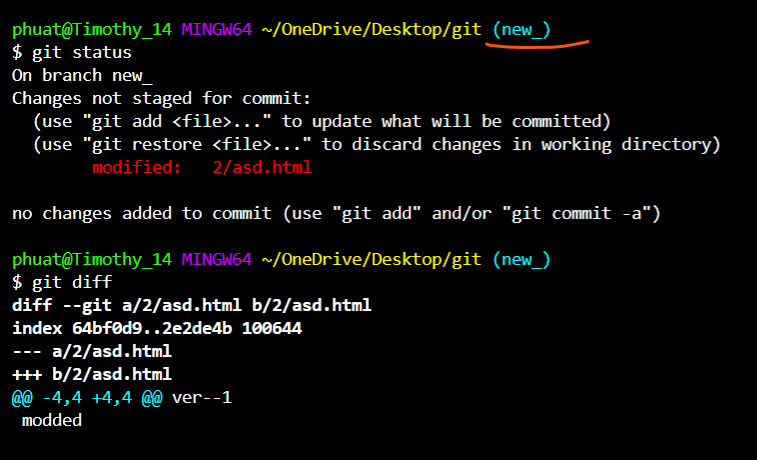 phuat@Timothy_14 MINGW64 ~/OneDrive/Desktop/git (new_)
$ git status
On branch new_
Changes not staged for commit:
  (use "git add <file>..." to update what will be committed)
  (use "git restore <file>..." to discard changes in working directory)
        modified:   2/asd.html

no changes added to commit (use "git add" and/or "git commit -a")

phuat@Timothy_14 MINGW64 ~/OneDrive/Desktop/git (new_)
$ git diff
diff --git a/2/asd.html b/2/asd.html
index 64bf0d9..2e2de4b 100644
--- a/2/asd.html
+++ b/2/asd.html
@@ -4,4 +4,4 @@ ver--1
 modded